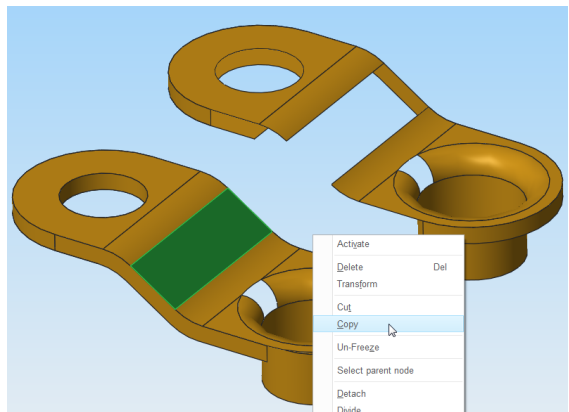 Activate
Delete Del
Transform
Cut
Copy
Un-Freeze
Select parent node
Detach
Divide